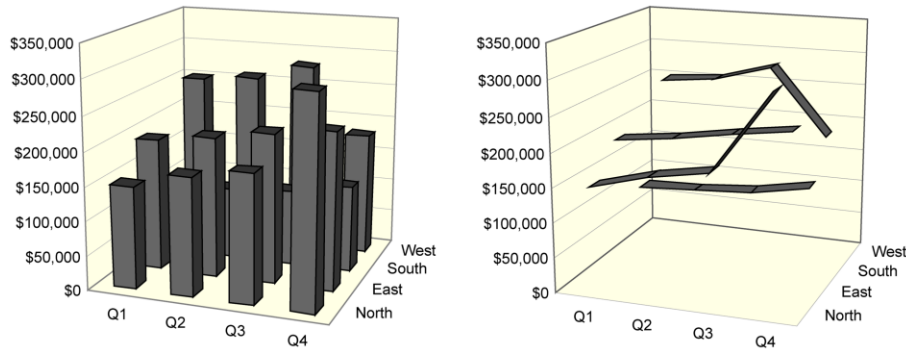 $350,000
$300,000
$250,000
$200,000
$150,000
$100,000
$50,000
$0
Q1
Q2
Q3
Q4
West
South
East
North
$350,000
$300,000
$250,000
$200,000
$150,000
$100,000
$50,000
$0
Q1
Q2
Q3
Q4
West
South
East
North